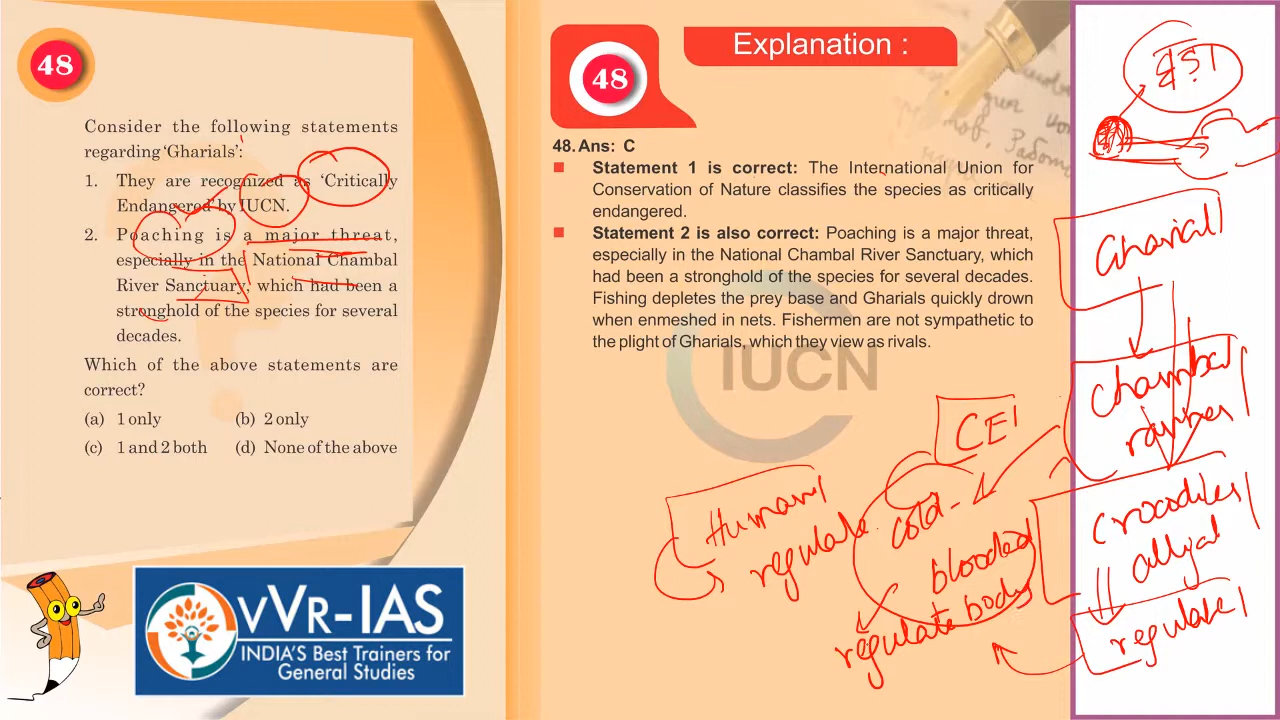 48
Consider the following statements
regarding 'Gharials':
1. They are recognized as 'Critically
Endangered' by IUCN.
2. Poaching is a major threat,
especially in the National Chambal
River Sanctuary, which had been a
stronghold of the species for several
decades.
Which of the above statements are
correct?
(a) 1 only (b) 2 only
(c) 1 and 2 both (d) None of the above
vVr-IAS
INDIA'S Best Trainers for
General Studies
Explanation :
48
48. Ans: C
Statement 1 is correct: The International Union for
Conservation of Nature classifies the species as critically
endangered.
Statement 2 is also correct: Poaching is a major threat,
especially in the National Chambal River Sanctuary, which
had been a stronghold of the species for several decades.
Fishing depletes the prey base and Gharials quickly drown
when enmeshed in nets. Fishermen are not sympathetic to
the plight of Gharials, which they view as rivals.
IUCN
CEI
cold-
blooded
regulate body
Human
regulate
घड़ा
Gharial
Chambal
Crocodiles
regulate